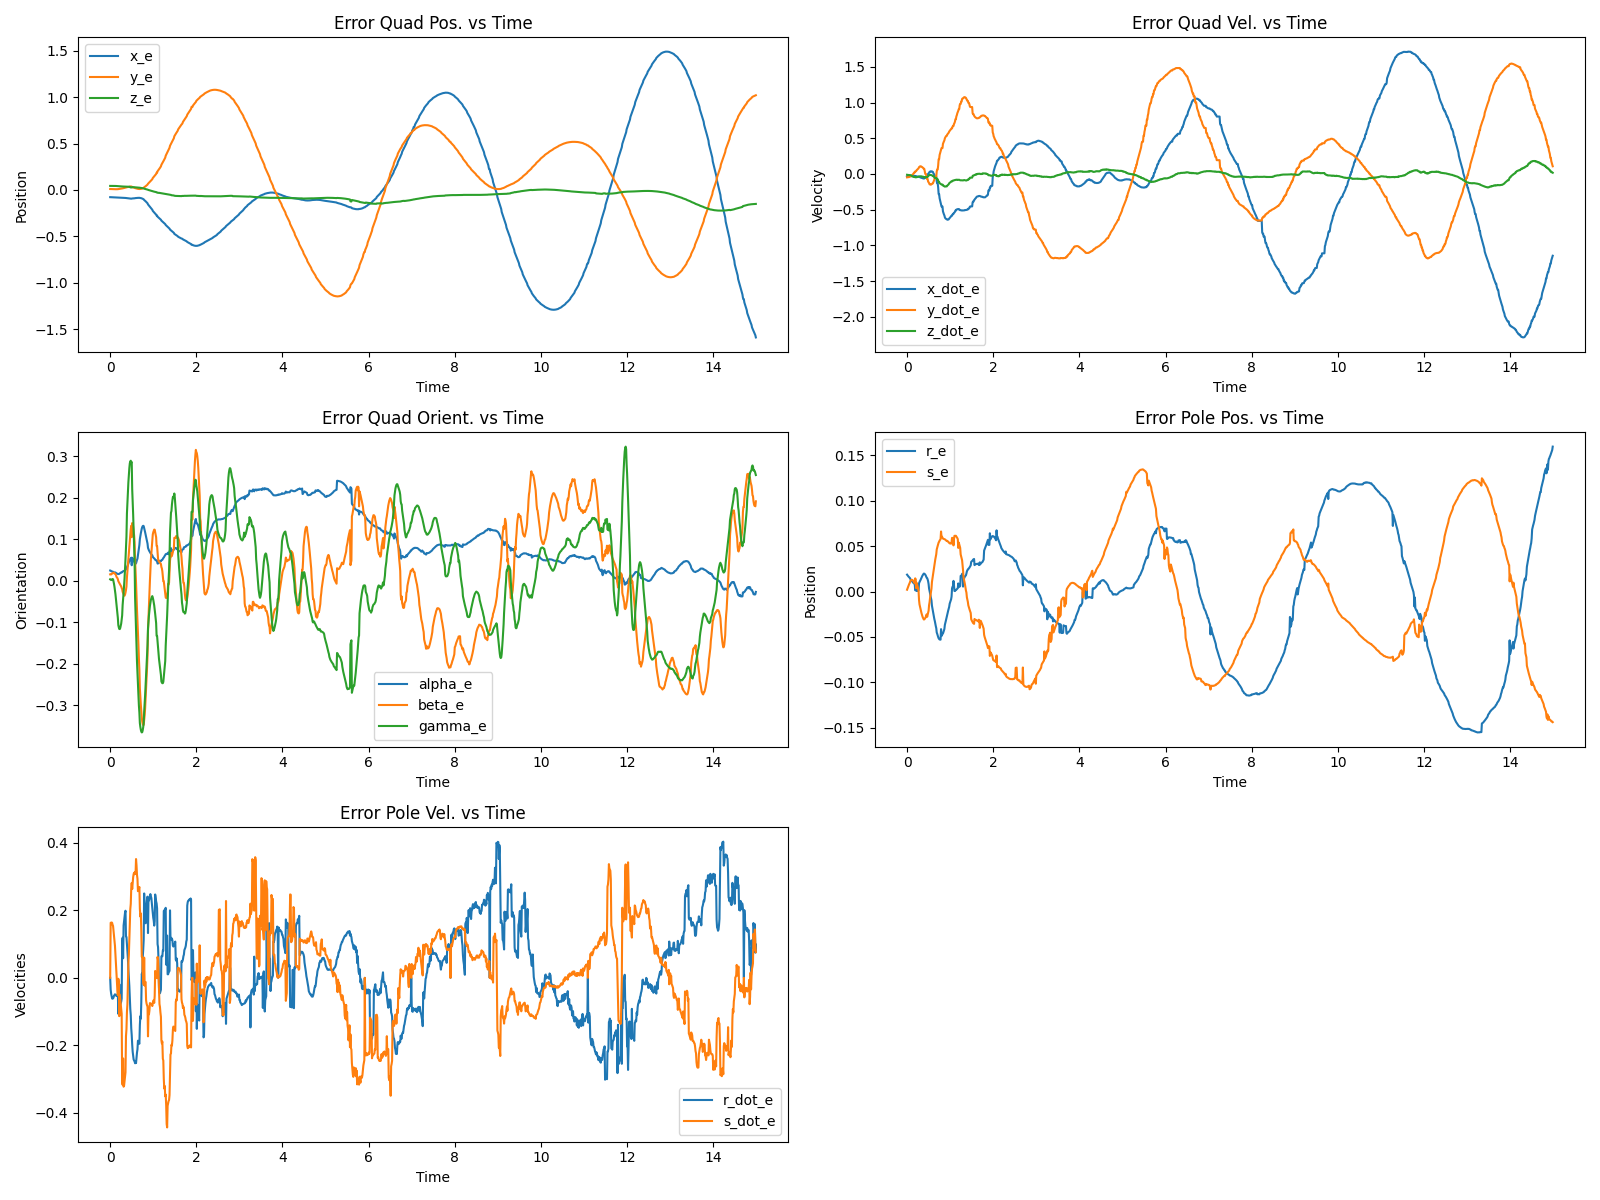 Error Quad Pos. vs Time
1.5
1.0
0.5
0.0
−0.5
−1.0
−1.5
Position
x_e
y_e
z_e
0 2 4 6 8 10 12 14
Time
Error Quad Vel. vs Time
1.5
1.0
0.5
0.0
−0.5
−1.0
−1.5
−2.0
Velocity
x_dot_e
y_dot_e
z_dot_e
0 2 4 6 8 10 12 14
Time
Error Quad Orient. vs Time
0.3
0.2
0.1
0.0
−0.1
−0.2
−0.3
Orientation
alpha_e
beta_e
gamma_e
0 2 4 6 8 10 12 14
Time
Error Pole Pos. vs Time
0.15
0.10
0.05
0.00
−0.05
−0.10
−0.15
Position
r_e
s_e
0 2 4 6 8 10 12 14
Time
Error Pole Vel. vs Time
0.4
0.2
0.0
−0.2
−0.4
Velocities
r_dot_e
s_dot_e
0 2 4 6 8 10 12 14
Time